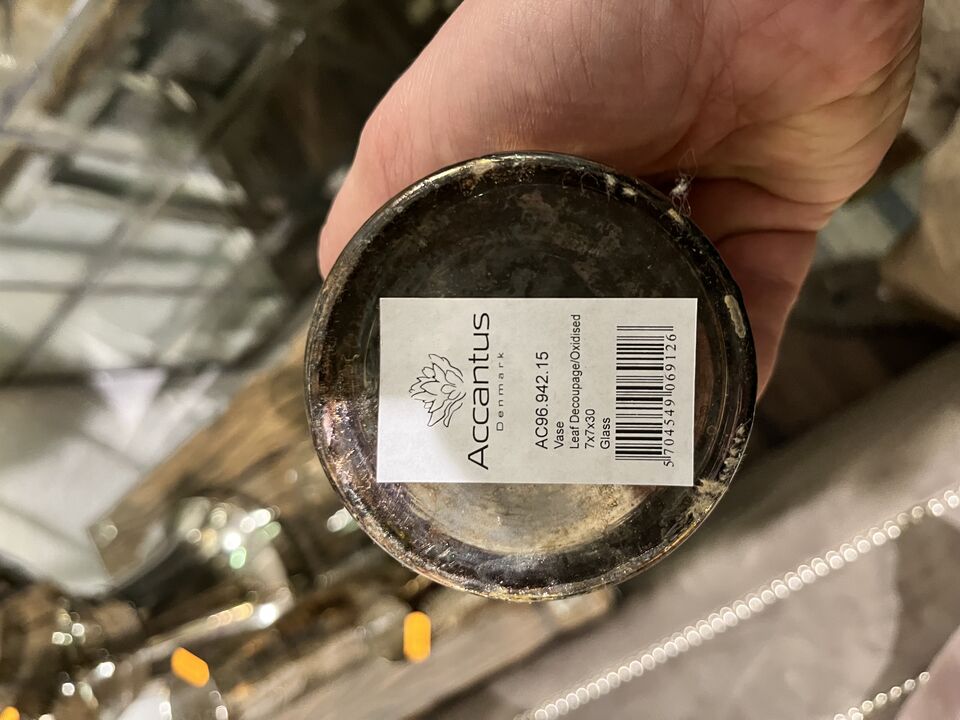 Accantus
Denmark
AC96.942.15
Vase
Leaf Decoupage/Oxidised
7x7x30
Glass
5704549069126